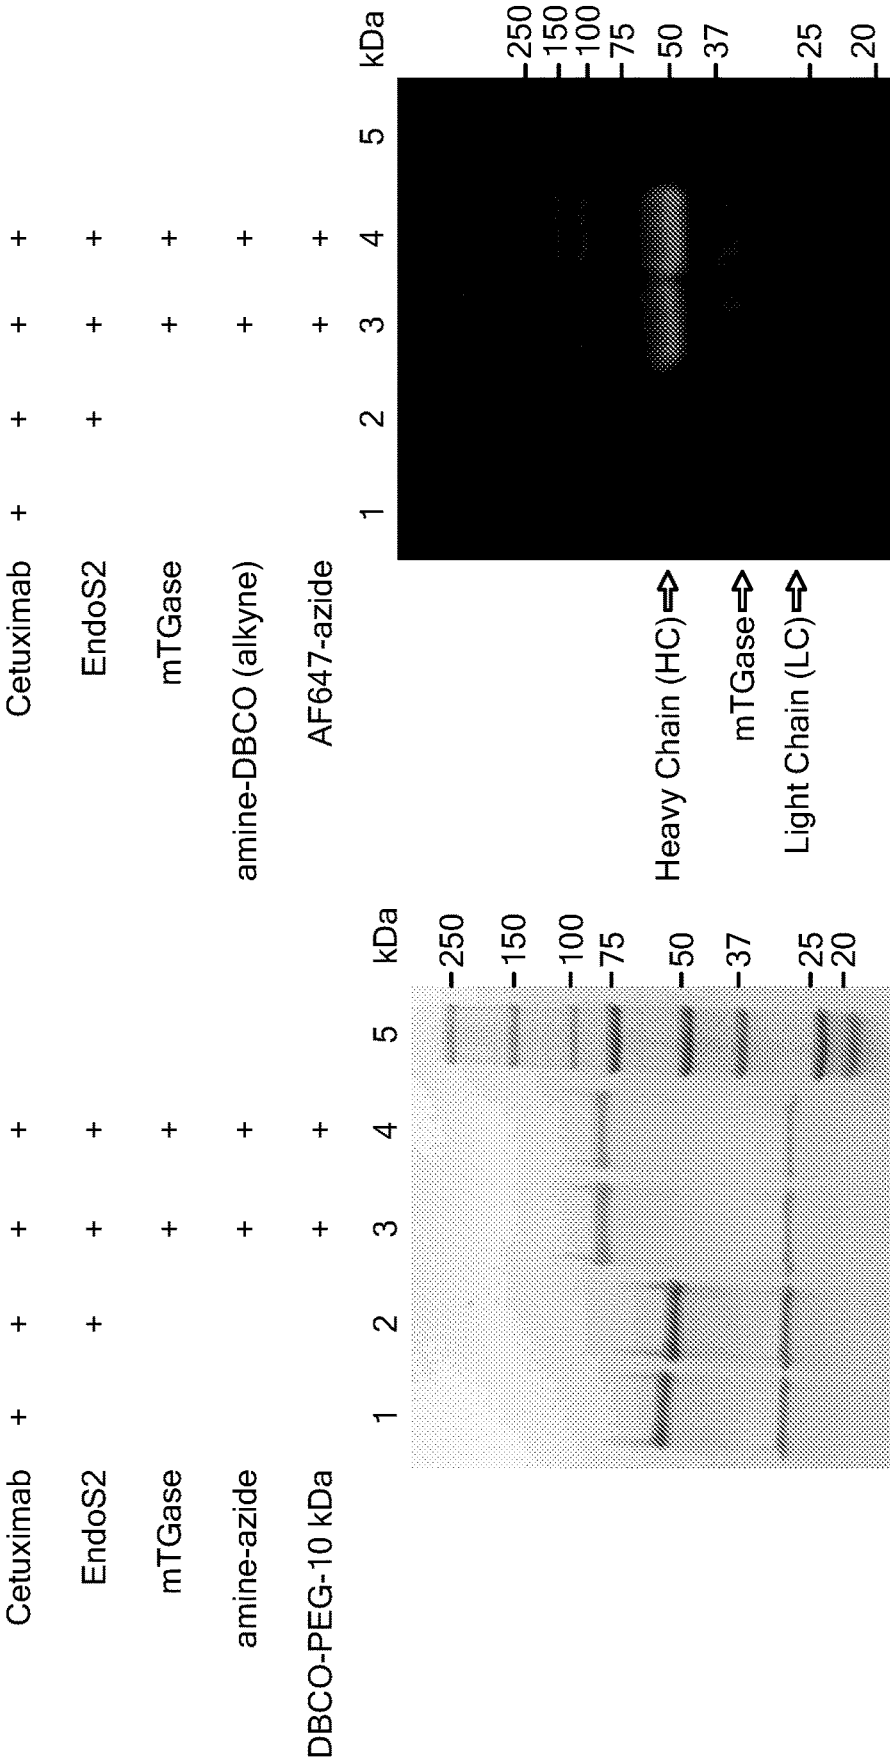 Cetuximab + + + +
EndoS2 + + +
mTGase + +
amine-azide + +
DBCO-PEG-10 kDa + +
1 2 3 4 5 kDa
250
150
100
75
50
37
25
20
Cetuximab + + + +
EndoS2 + + +
mTGase + +
amine-DBCO (alkyne) + +
AF647-azide + +
1 2 3 4 5 kDa
Heavy Chain (HC)
mTGase
Light Chain (LC)
250
150
100
75
50
37
25
20